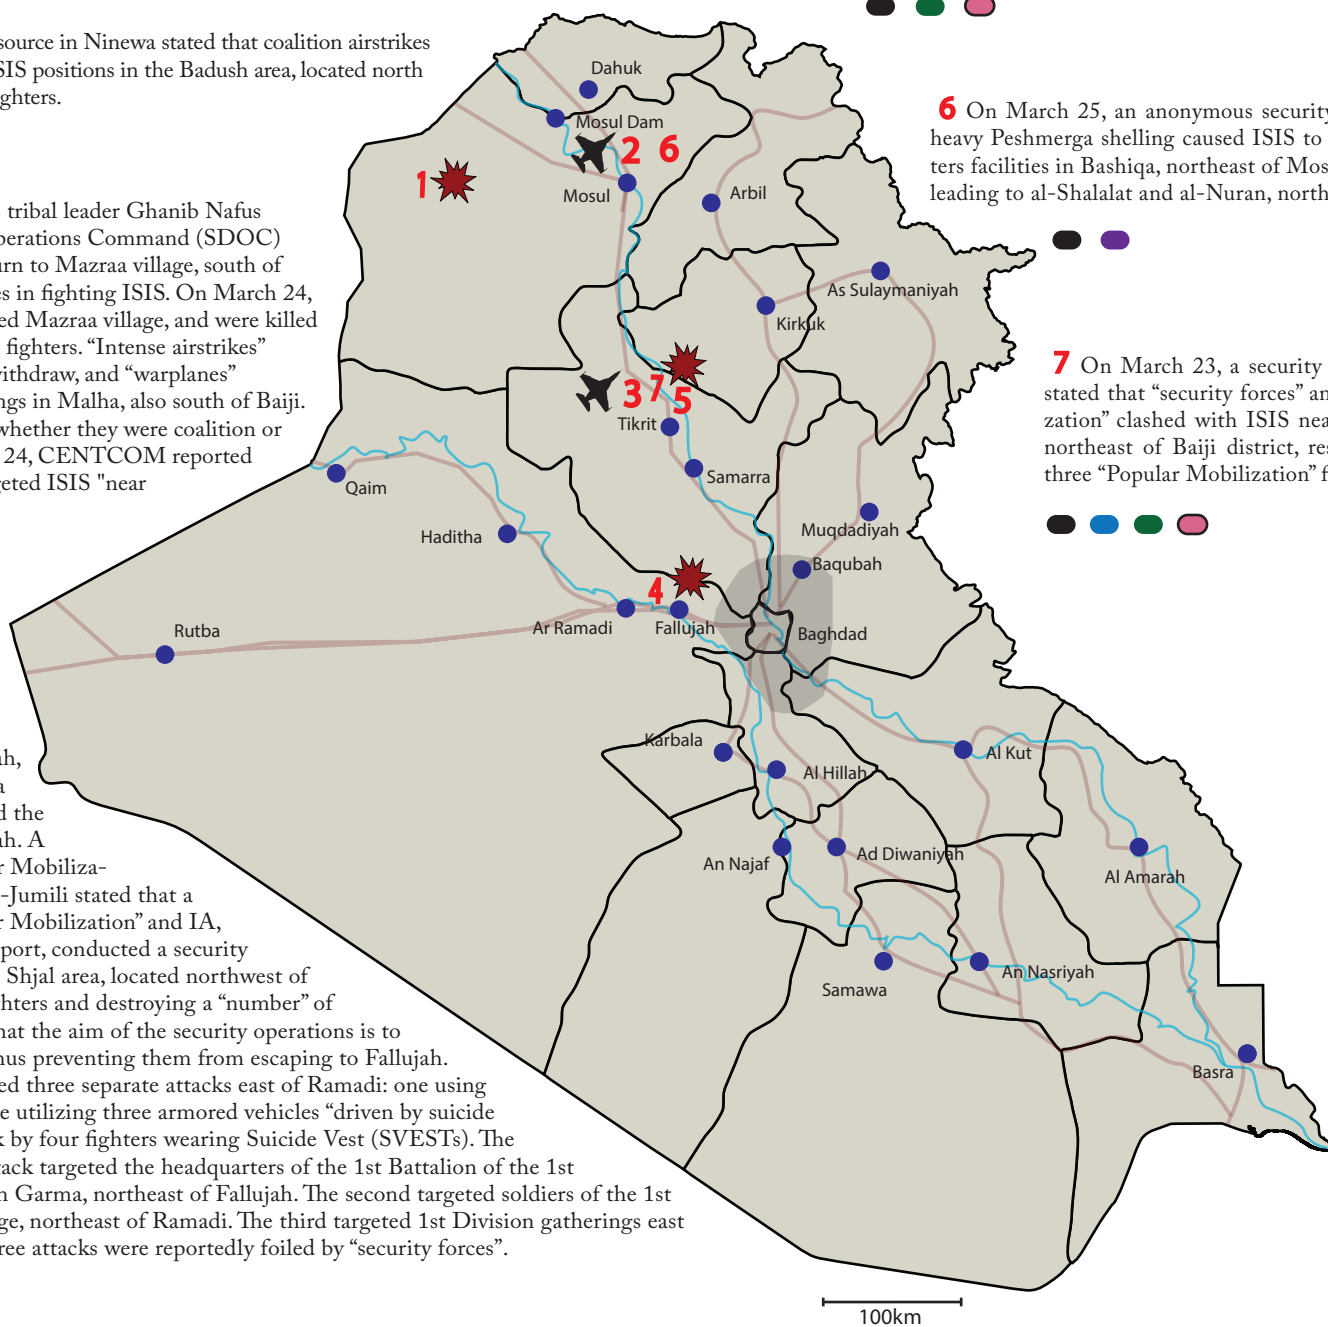 source in Ninewa stated that coalition airstrikes
SIS positions in the Badush area, located north
ghters.
tribal leader Ghanib Nafus
perations Command (SDOC)
urn to Mazraa village, south of
es in fighting ISIS. On March 24,
ed Mazraa village, and were killed
fighters. “Intense airstrikes”
withdraw, and “warplanes”
ngs in Malha, also south of Baiji.
whether they were coalition or
24, CENTCOM reported
geted ISIS "near
ah,
a
d the
ah. A
r Mobiliza-
l-Jumili stated that a
r Mobilization” and IA,
pport, conducted a security
Shjal area, located northwest of
ghters and destroying a “number” of
hat the aim of the security operations is to
hus preventing them from escaping to Fallujah.
ed three separate attacks east of Ramadi: one using
e utilizing three armored vehicles “driven by suicide
k by four fighters wearing Suicide Vest (SVESTs). The
tack targeted the headquarters of the 1st Battalion of the 1st
n Garma, northeast of Fallujah. The second targeted soldiers of the 1st
ge, northeast of Ramadi. The third targeted 1st Division gatherings east
ree attacks were reportedly foiled by “security forces”.
6 On March 25, an anonymous security
heavy Peshmerga shelling caused ISIS to
ters facilities in Bashiqa, northeast of Mos
leading to al-Shalalat and al-Nuran, north
7 On March 23, a security
stated that “security forces” an
zation” clashed with ISIS nea
northeast of Baiji district, res
three “Popular Mobilization” f
Dahuk
Mosul Dam
2 6
1
Mosul
Arbil
As Sulaymaniyah
Kirkuk
3 7 5
Tikrit
Samarra
Qaim
Haditha
Muqdadiyah
Baqubah
4
Ar Ramadi
Fallujah
Baghdad
Rutba
Karbala
Al Hillah
Al Kut
An Najaf
Ad Diwaniyah
Al Amarah
Samawa
An Nasriyah
Basra
100km